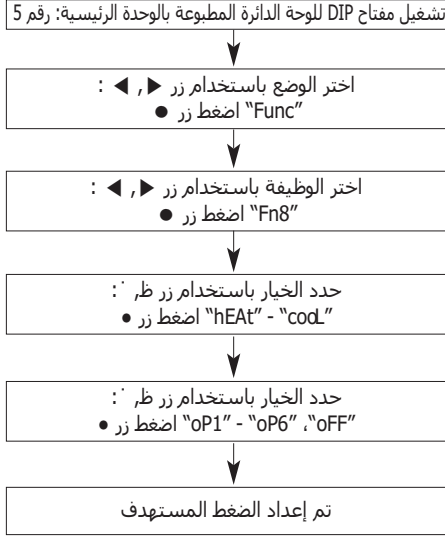 تشغيل مفتاح DIP للوحة الدائرة المطبوعة بالوحدة الرئيسية: رقم 5
اختر الوضع باستخدام زر ▶ , ◀ :
"Func" اضغط زر ●
اختر الوظيفة باستخدام زر ▶ , ◀ :
"Fn8" اضغط زر ●
حدد الخيار باستخدام زر ظ, ˙ :
"hEAt" - "cooL" اضغط زر ●
حدد الخيار باستخدام زر ظ, ˙ :
"oP1" - "oP6" ،"oFF" اضغط زر ●
تم إعداد الضغط المستهدف